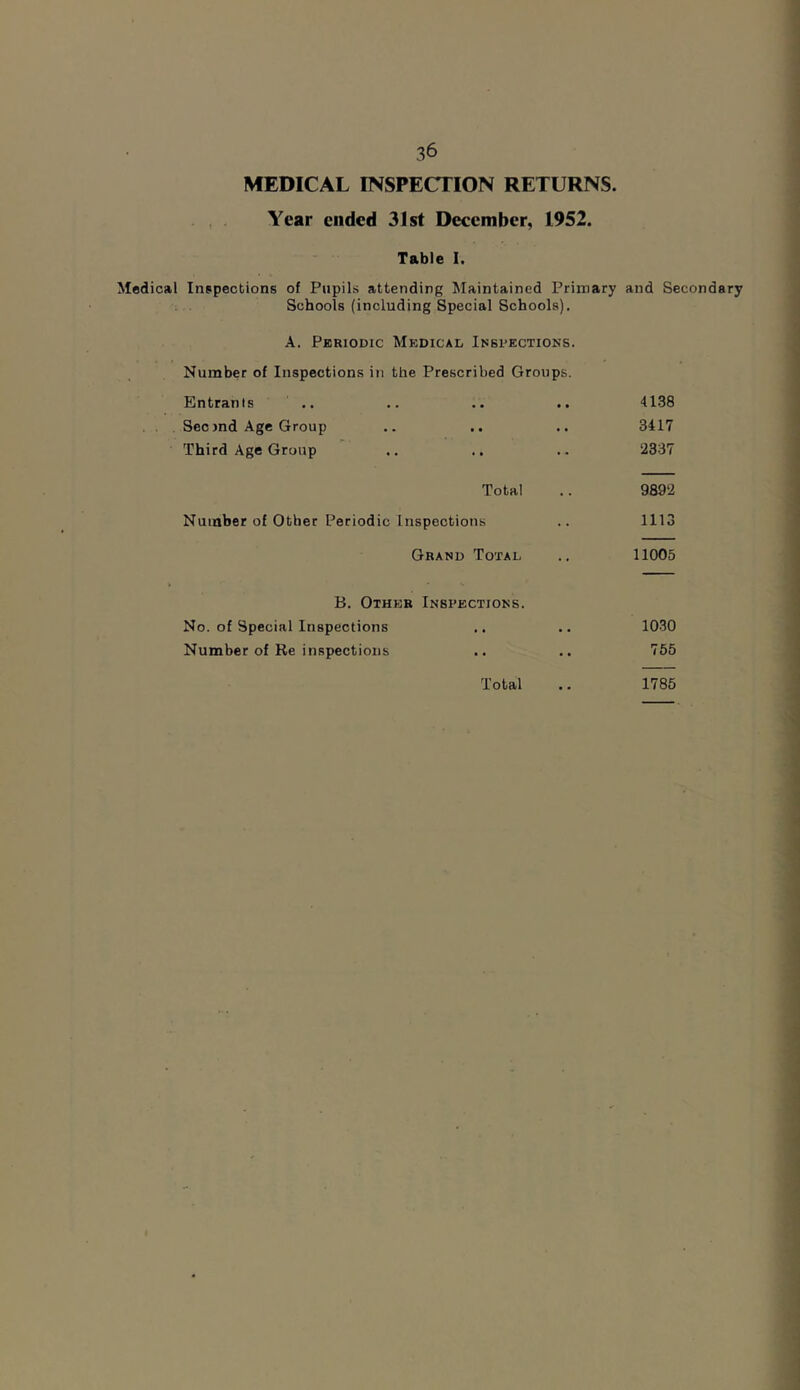 36
MEDICAL INSPECTION RETURNS.
Year ended 31st December, 1952.
Table I.
Medical Inspections of Pupils attending Maintained Primary and Secondary
Schools (including Special Schools).
A. Periodic Medical Inspections.
Number of Inspections in the Prescribed Groups.
Entrants .. .. .. .. 4138
Second Age Group .. .. .. 3417
Third Age Group .. .. .. 2337
Total .. 9892
Number of Other Periodic Inspections .. 1113
Grand Total .. 11005
B. Other Inspections.
No. of Special Inspections .. .. 1030
Number of Re inspections .. .. 755
Total .. 1785